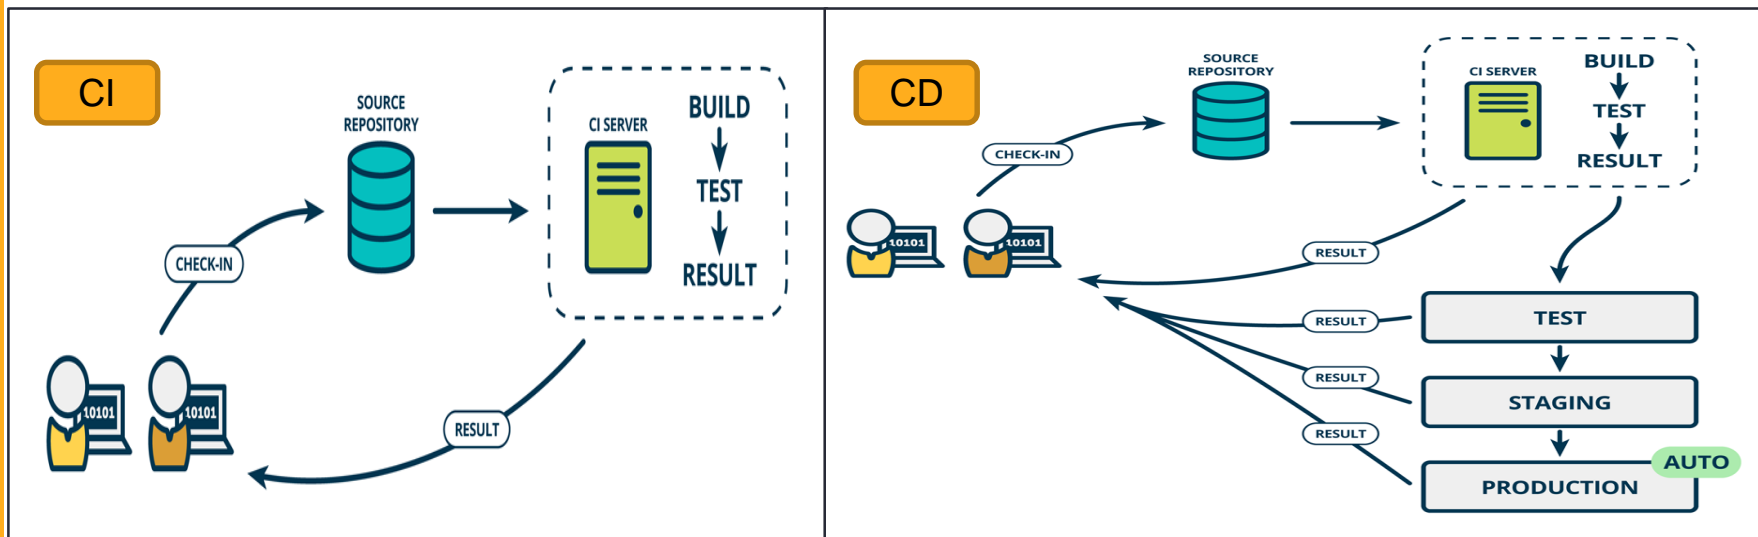 CI
SOURCE
REPOSITORY
CI SERVER
BUILD
TEST
RESULT
CHECK-IN
10101
10101
RESULT
CD
SOURCE
REPOSITORY
CI SERVER
BUILD
TEST
RESULT
CHECK-IN
10101
10101
RESULT
RESULT
TEST
RESULT
STAGING
RESULT
AUTO
PRODUCTION